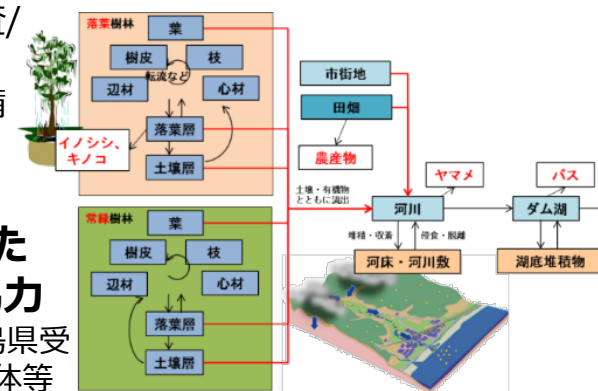 査/
備
た
協力
島県受
体等
落葉樹林
葉
樹皮
枝
転流など
辺材
心材
落葉層
イノシシ、
キノコ
土壌層
常緑樹林
葉
樹皮
枝
辺材
心材
落葉層
土壌層
市街地
田畑
農産物
土壌・有機物
とともに流出
ヤマメ
バス
河川
ダム湖
堆積・収着
侵食・脱離
河床・河川敷
湖底堆積物